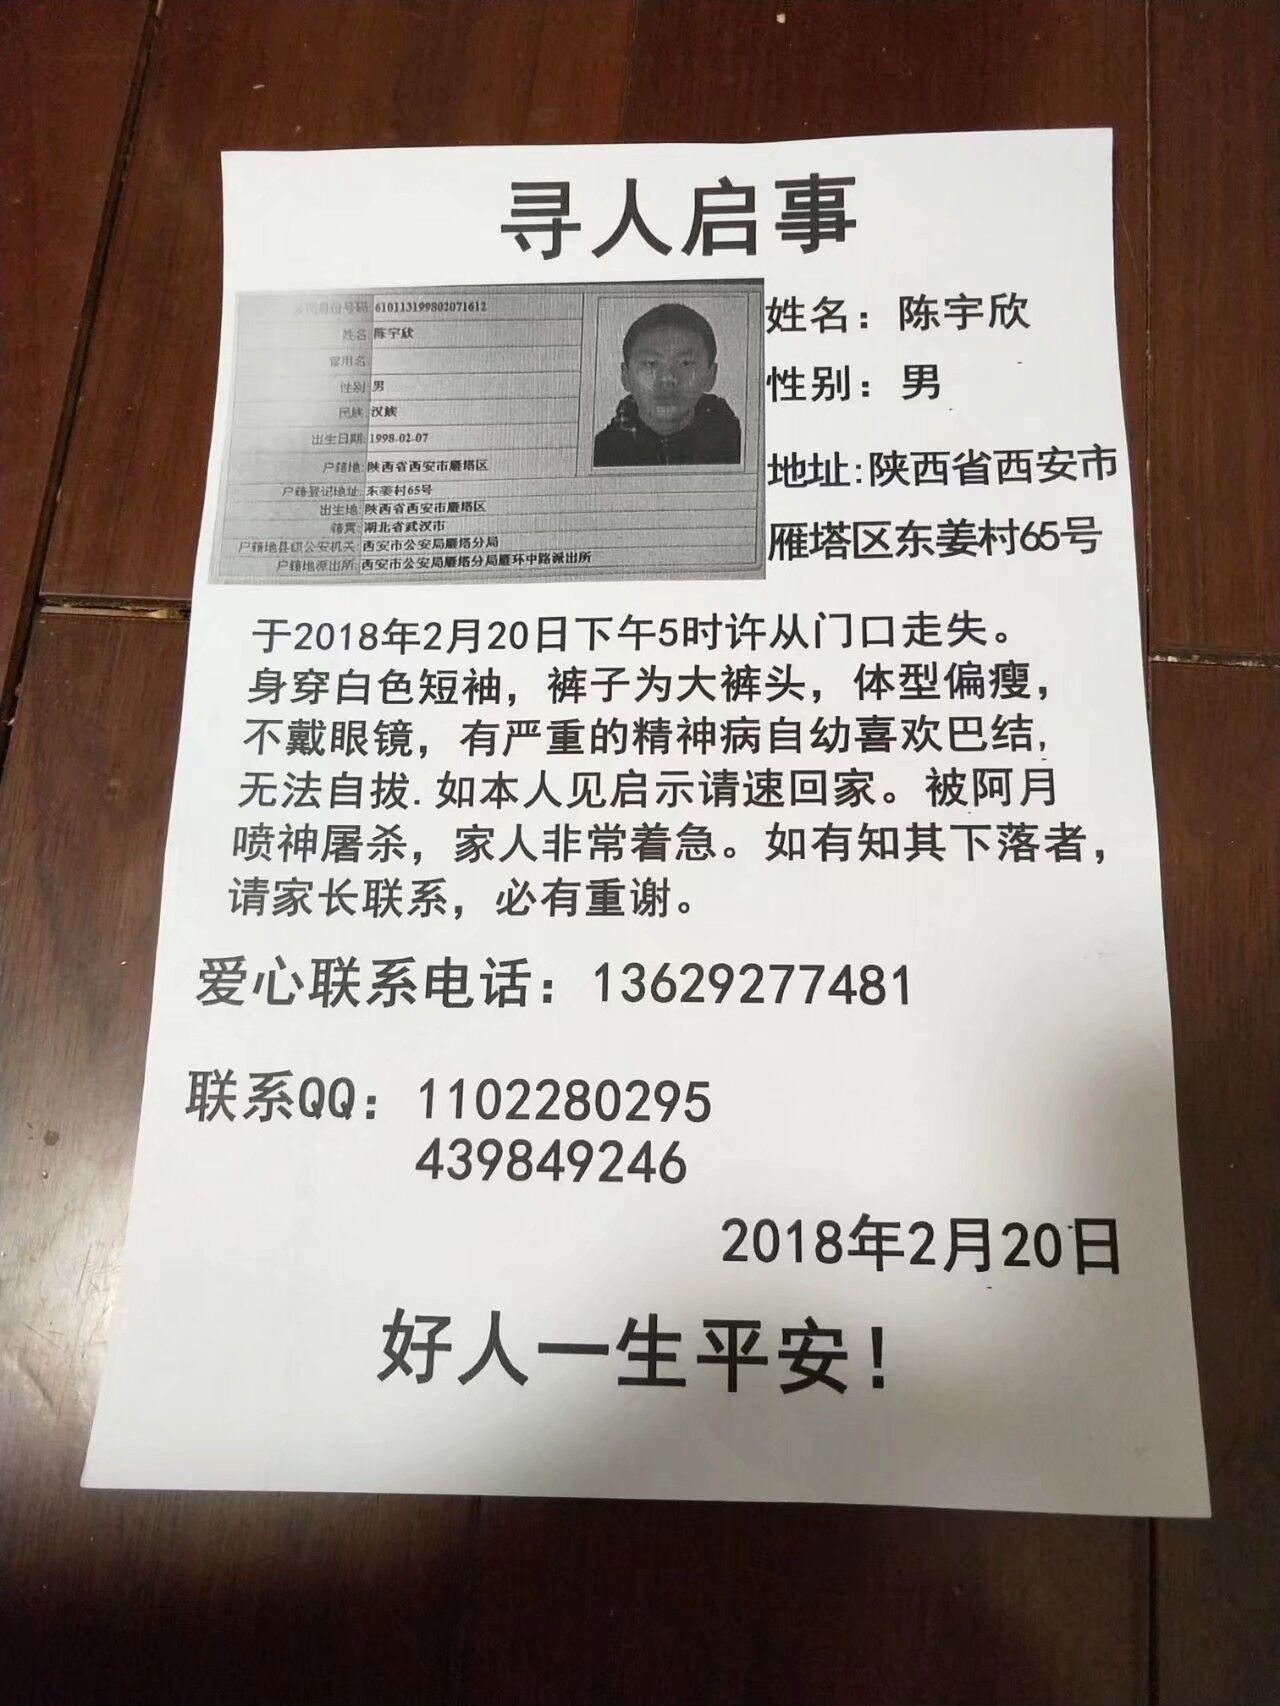 寻人启事
610113199802071612
姓名 陈宇欣
曾用名
性别 男
民族 汉族
出生日期 1998-02-07
户籍地 陕西省西安市雁塔区
户籍登记地址 东姜村65号
出生地 陕西省西安市雁塔区
籍贯 湖北省武汉市
户籍地县级公安机关 西安市公安局雁塔分局
户籍地派出所 西安市公安局雁塔分局雁环中路派出所
姓名：陈宇欣
性别：男
地址:陕西省西安市
雁塔区东姜村65号
于2018年2月20日下午5时许从门口走失。
身穿白色短袖，裤子为大裤头，体型偏瘦，
不戴眼镜，有严重的精神病自幼喜欢巴结,
无法自拔.如本人见启示请速回家。被阿月
喷神屠杀，家人非常着急。如有知其下落者，
请家长联系，必有重谢。
爱心联系电话：13629277481
联系QQ：1102280295
439849246
2018年2月20日
好人一生平安！